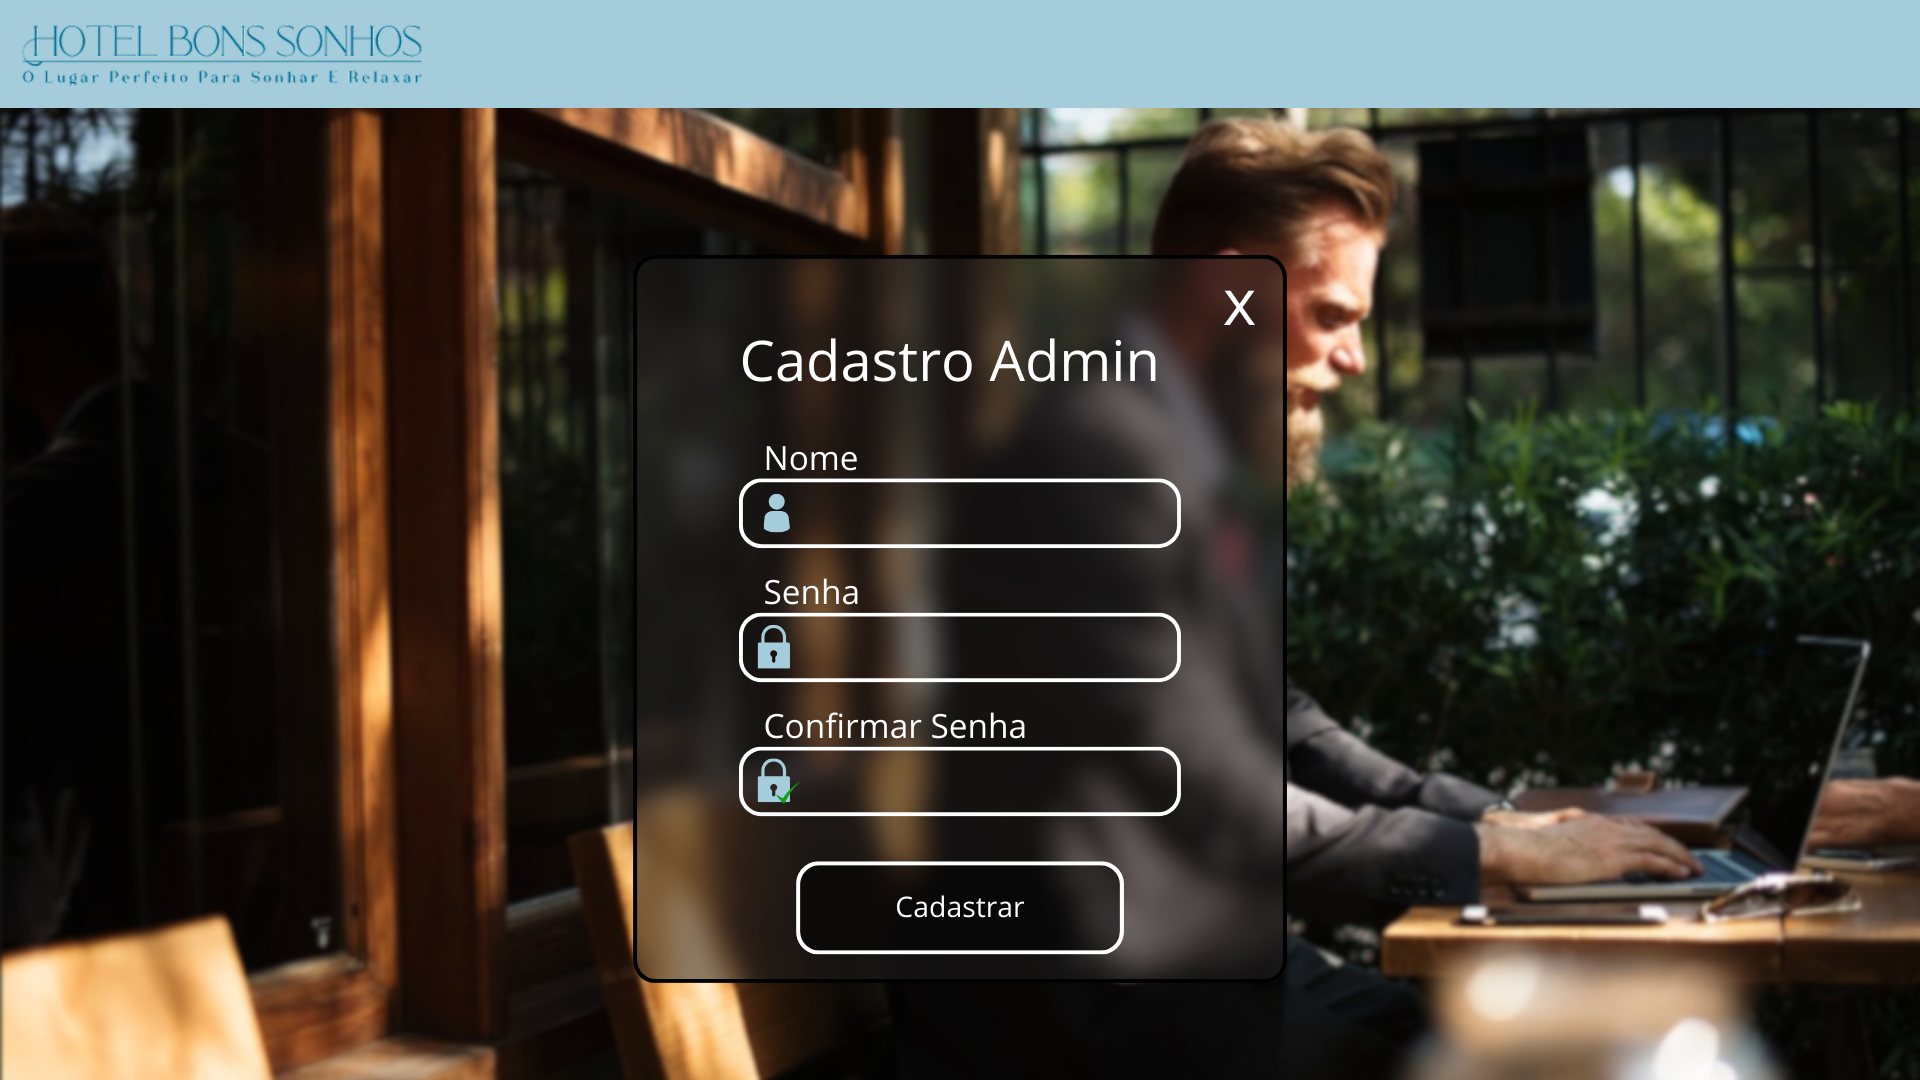 HOTEL BONS SONHOS
O Lugar Perfeito Para Sonhar E Relaxar
X
Cadastro Admin
Nome
Senha
Confirmar Senha
Cadastrar